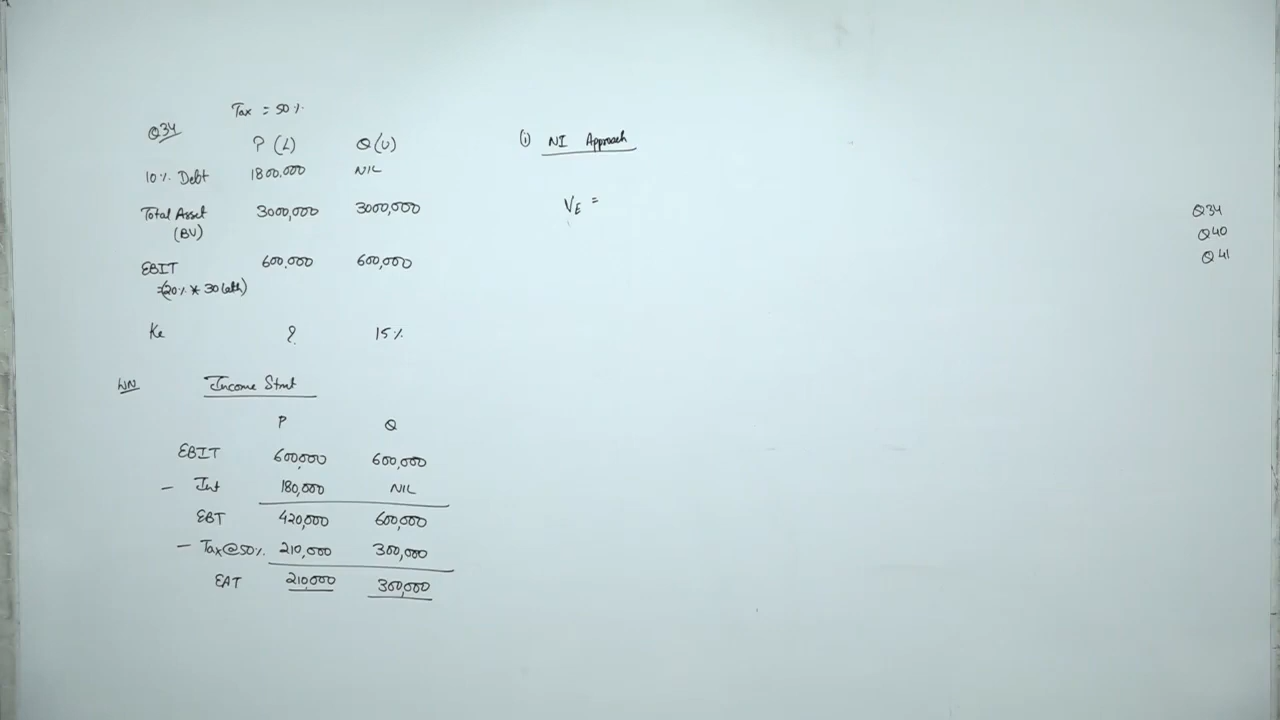 Tax = 50%
Q34
P (L) Q(U)
10% Debt 1800,000 NIL
Total Asset 3000,000 3000,000
(BV)
EBIT 600,000 600,000
=(20% * 30 lakh)
Ke ? 15%
WN Income Stmt
P Q
EBIT 600,000 600,000
- Int 180,000 NIL
EBT 420,000 600,000
- Tax@50% 210,000 300,000
EAT 210,000 300,000
(i) NI Approach
VE =
Q34
Q40
Q41